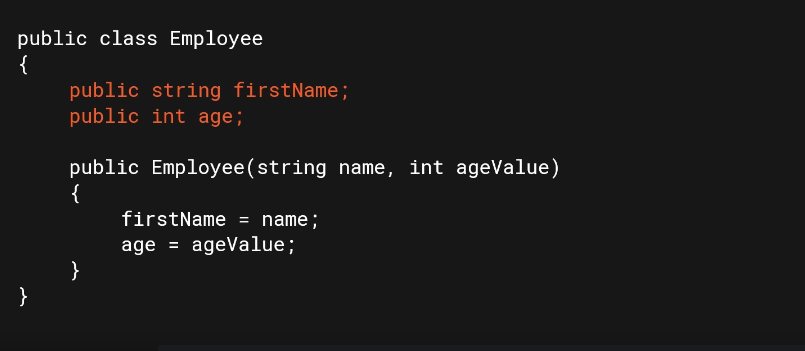 public class Employee
{
public string firstName;
public int age;
public Employee(string name, int ageValue)
{
firstName = name;
age = ageValue;
}
}